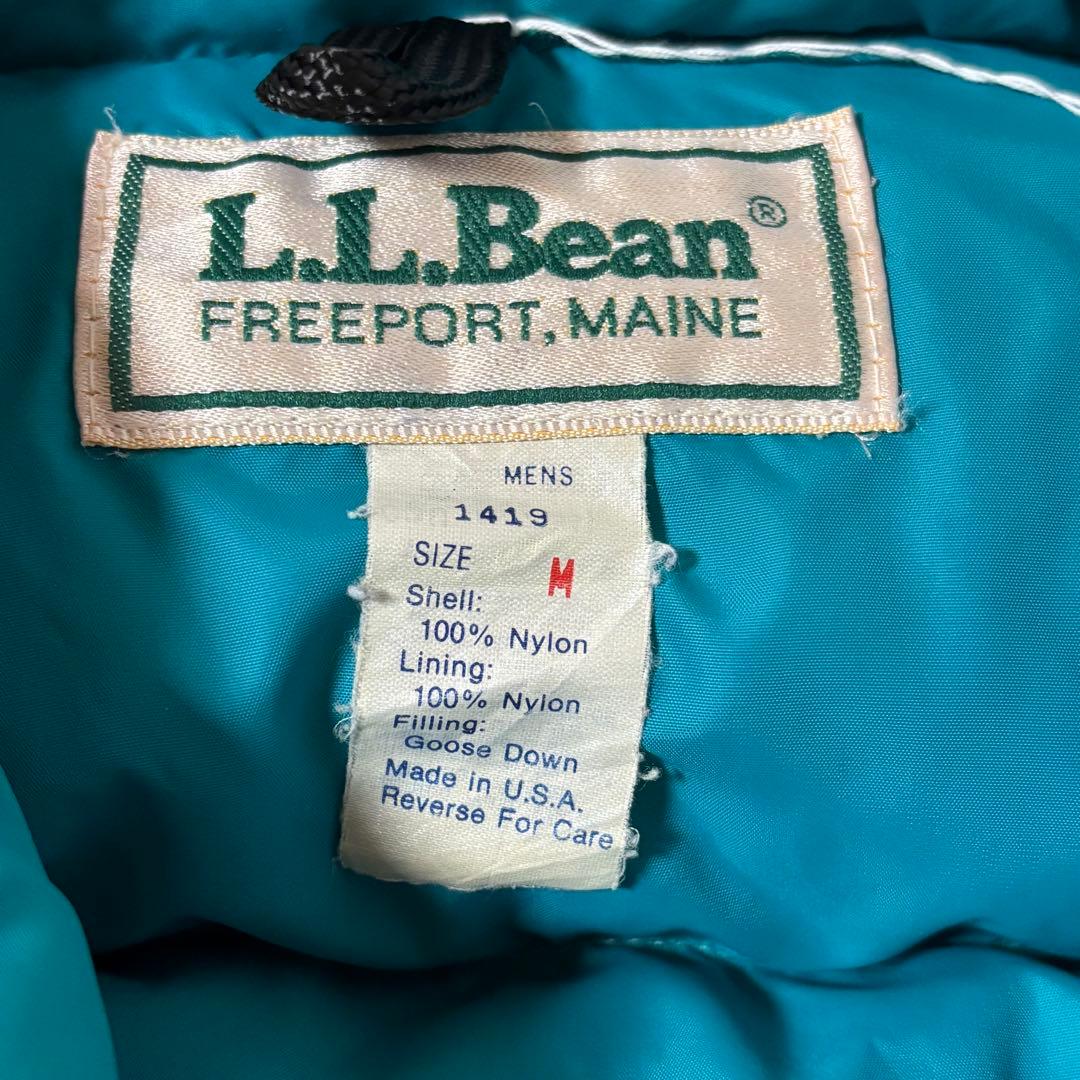 L.L.Bean®
FREEPORT, MAINE
MENS
1419
SIZE M
Shell:
100% Nylon
Lining:
100% Nylon
Filling:
Goose Down
Made in U.S.A.
Reverse For Care